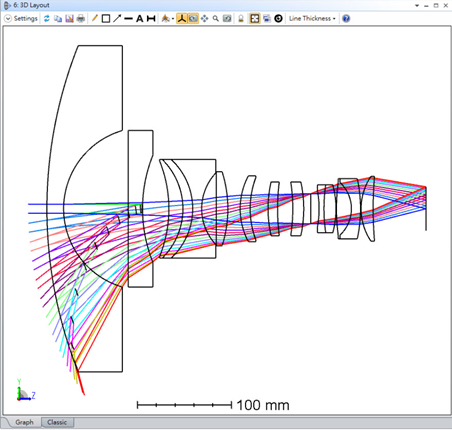 6: 3D Layout
Settings
Line Thickness
Y
Z
100 mm
Graph
Classic